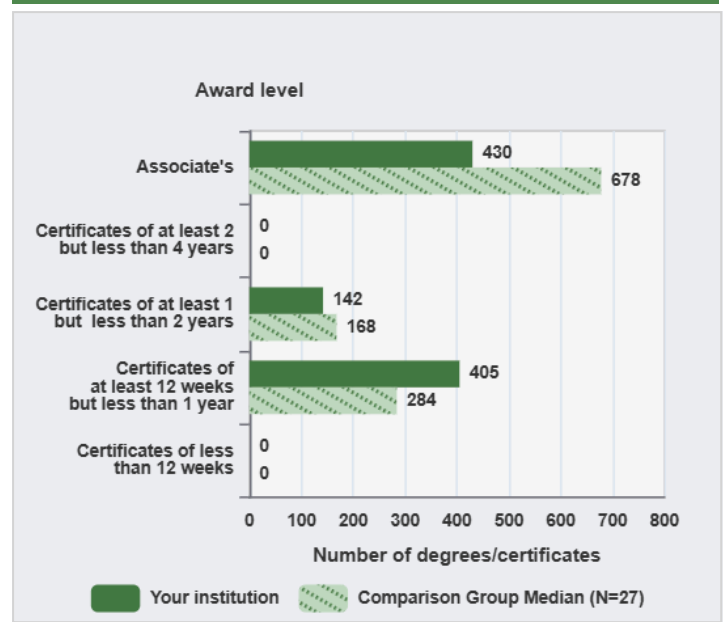 Award level
Associate's
430
678
Certificates of at least 2
but less than 4 years
0
0
Certificates of at least 1
but less than 2 years
142
168
Certificates of
at least 12 weeks
but less than 1 year
405
284
Certificates of less
than 12 weeks
0
0
0 100 200 300 400 500 600 700 800
Number of degrees/certificates
Your institution Comparison Group Median (N=27)